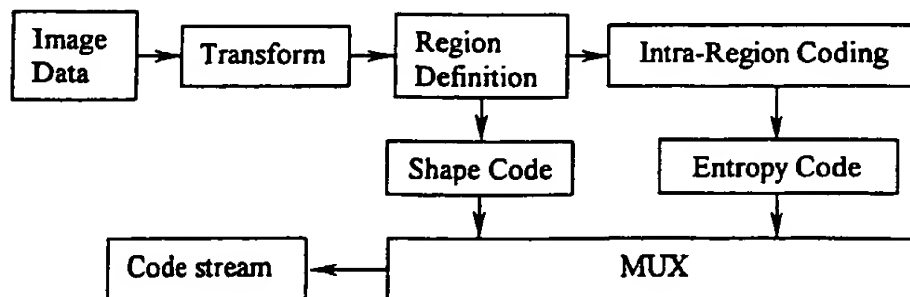 Image
Data
Transform
Region
Definition
Intra-Region Coding
Shape Code
Entropy Code
Code stream
MUX